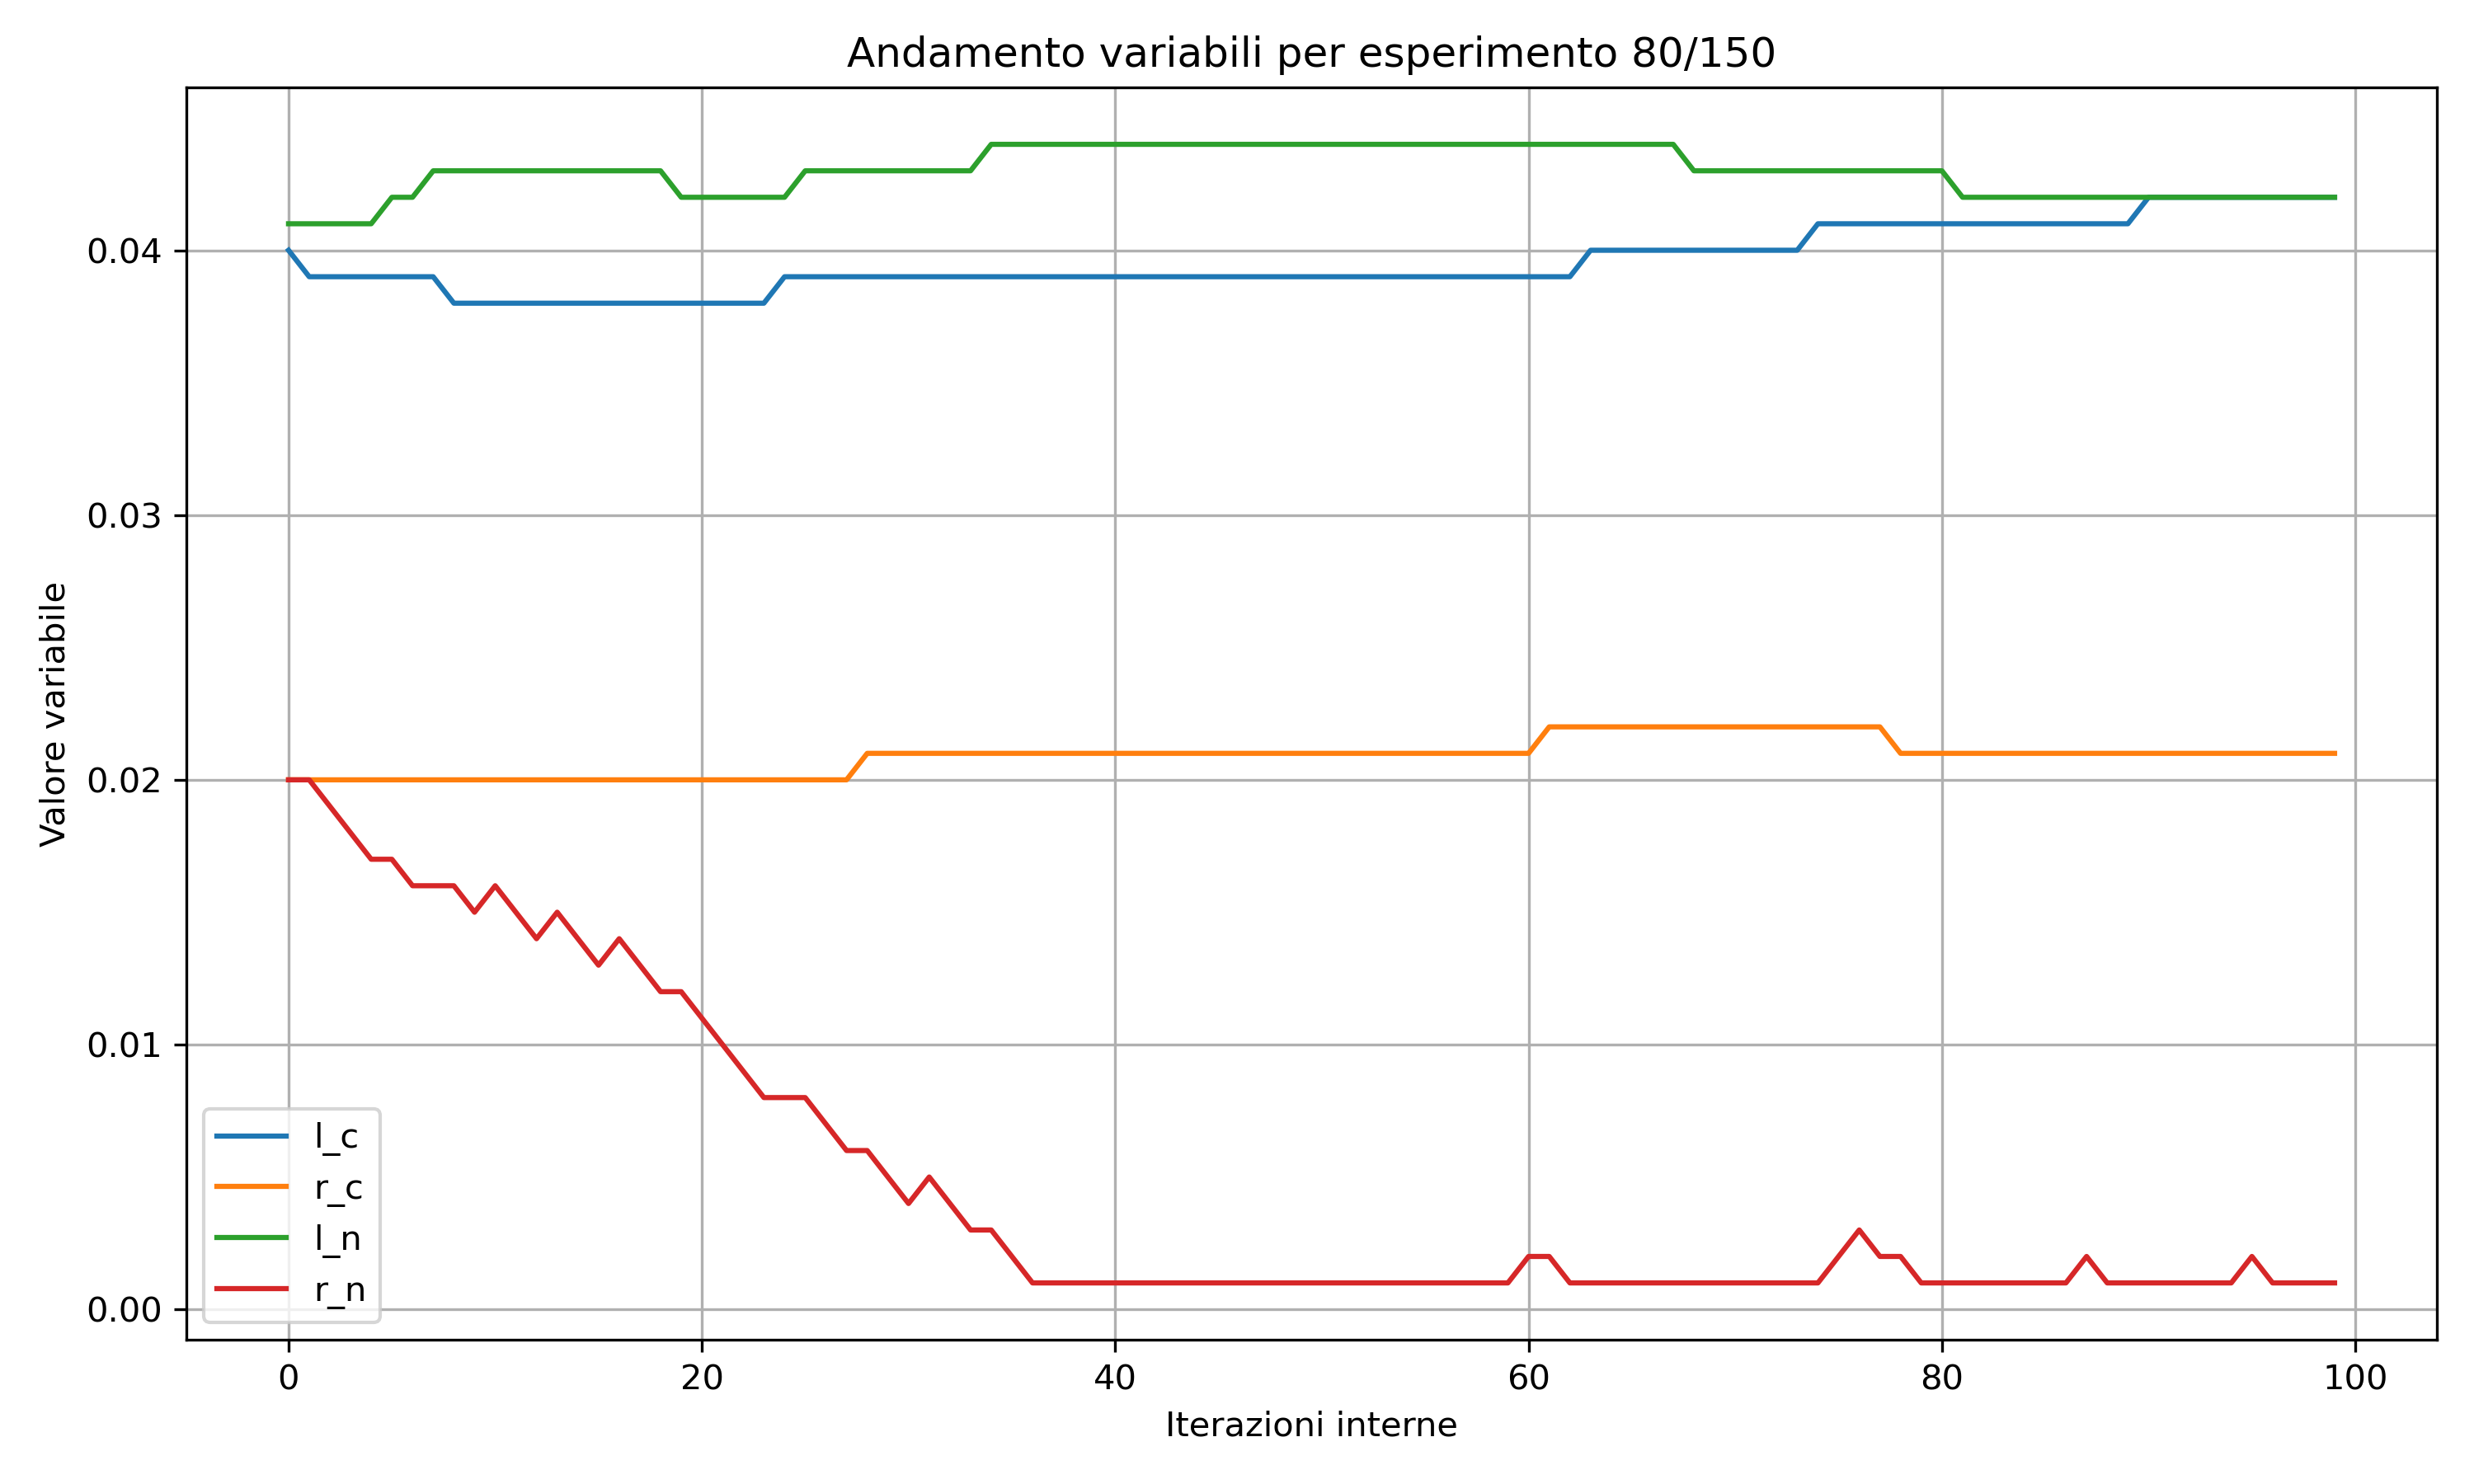 Andamento variabili per esperimento 80/150
Valore variabile
0.04
0.03
0.02
0.01
0.00
l_c
r_c
l_n
r_n
0 20 40 60 80 100
Iterazioni interne